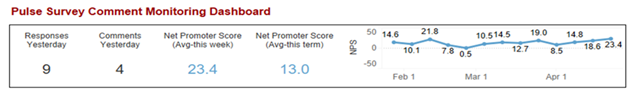 Pulse Survey Comment Monitoring Dashboard
Responses Yesterday
Comments Yesterday
Net Promoter Score (Avg-this week)
Net Promoter Score (Avg-this term)
9
4
23.4
13.0
NPS
50
0
-50
14.6
10.1
21.8
7.8
0.5
10.5
14.5
12.7
19.0
8.5
14.8
18.6
23.4
Feb 1
Mar 1
Apr 1